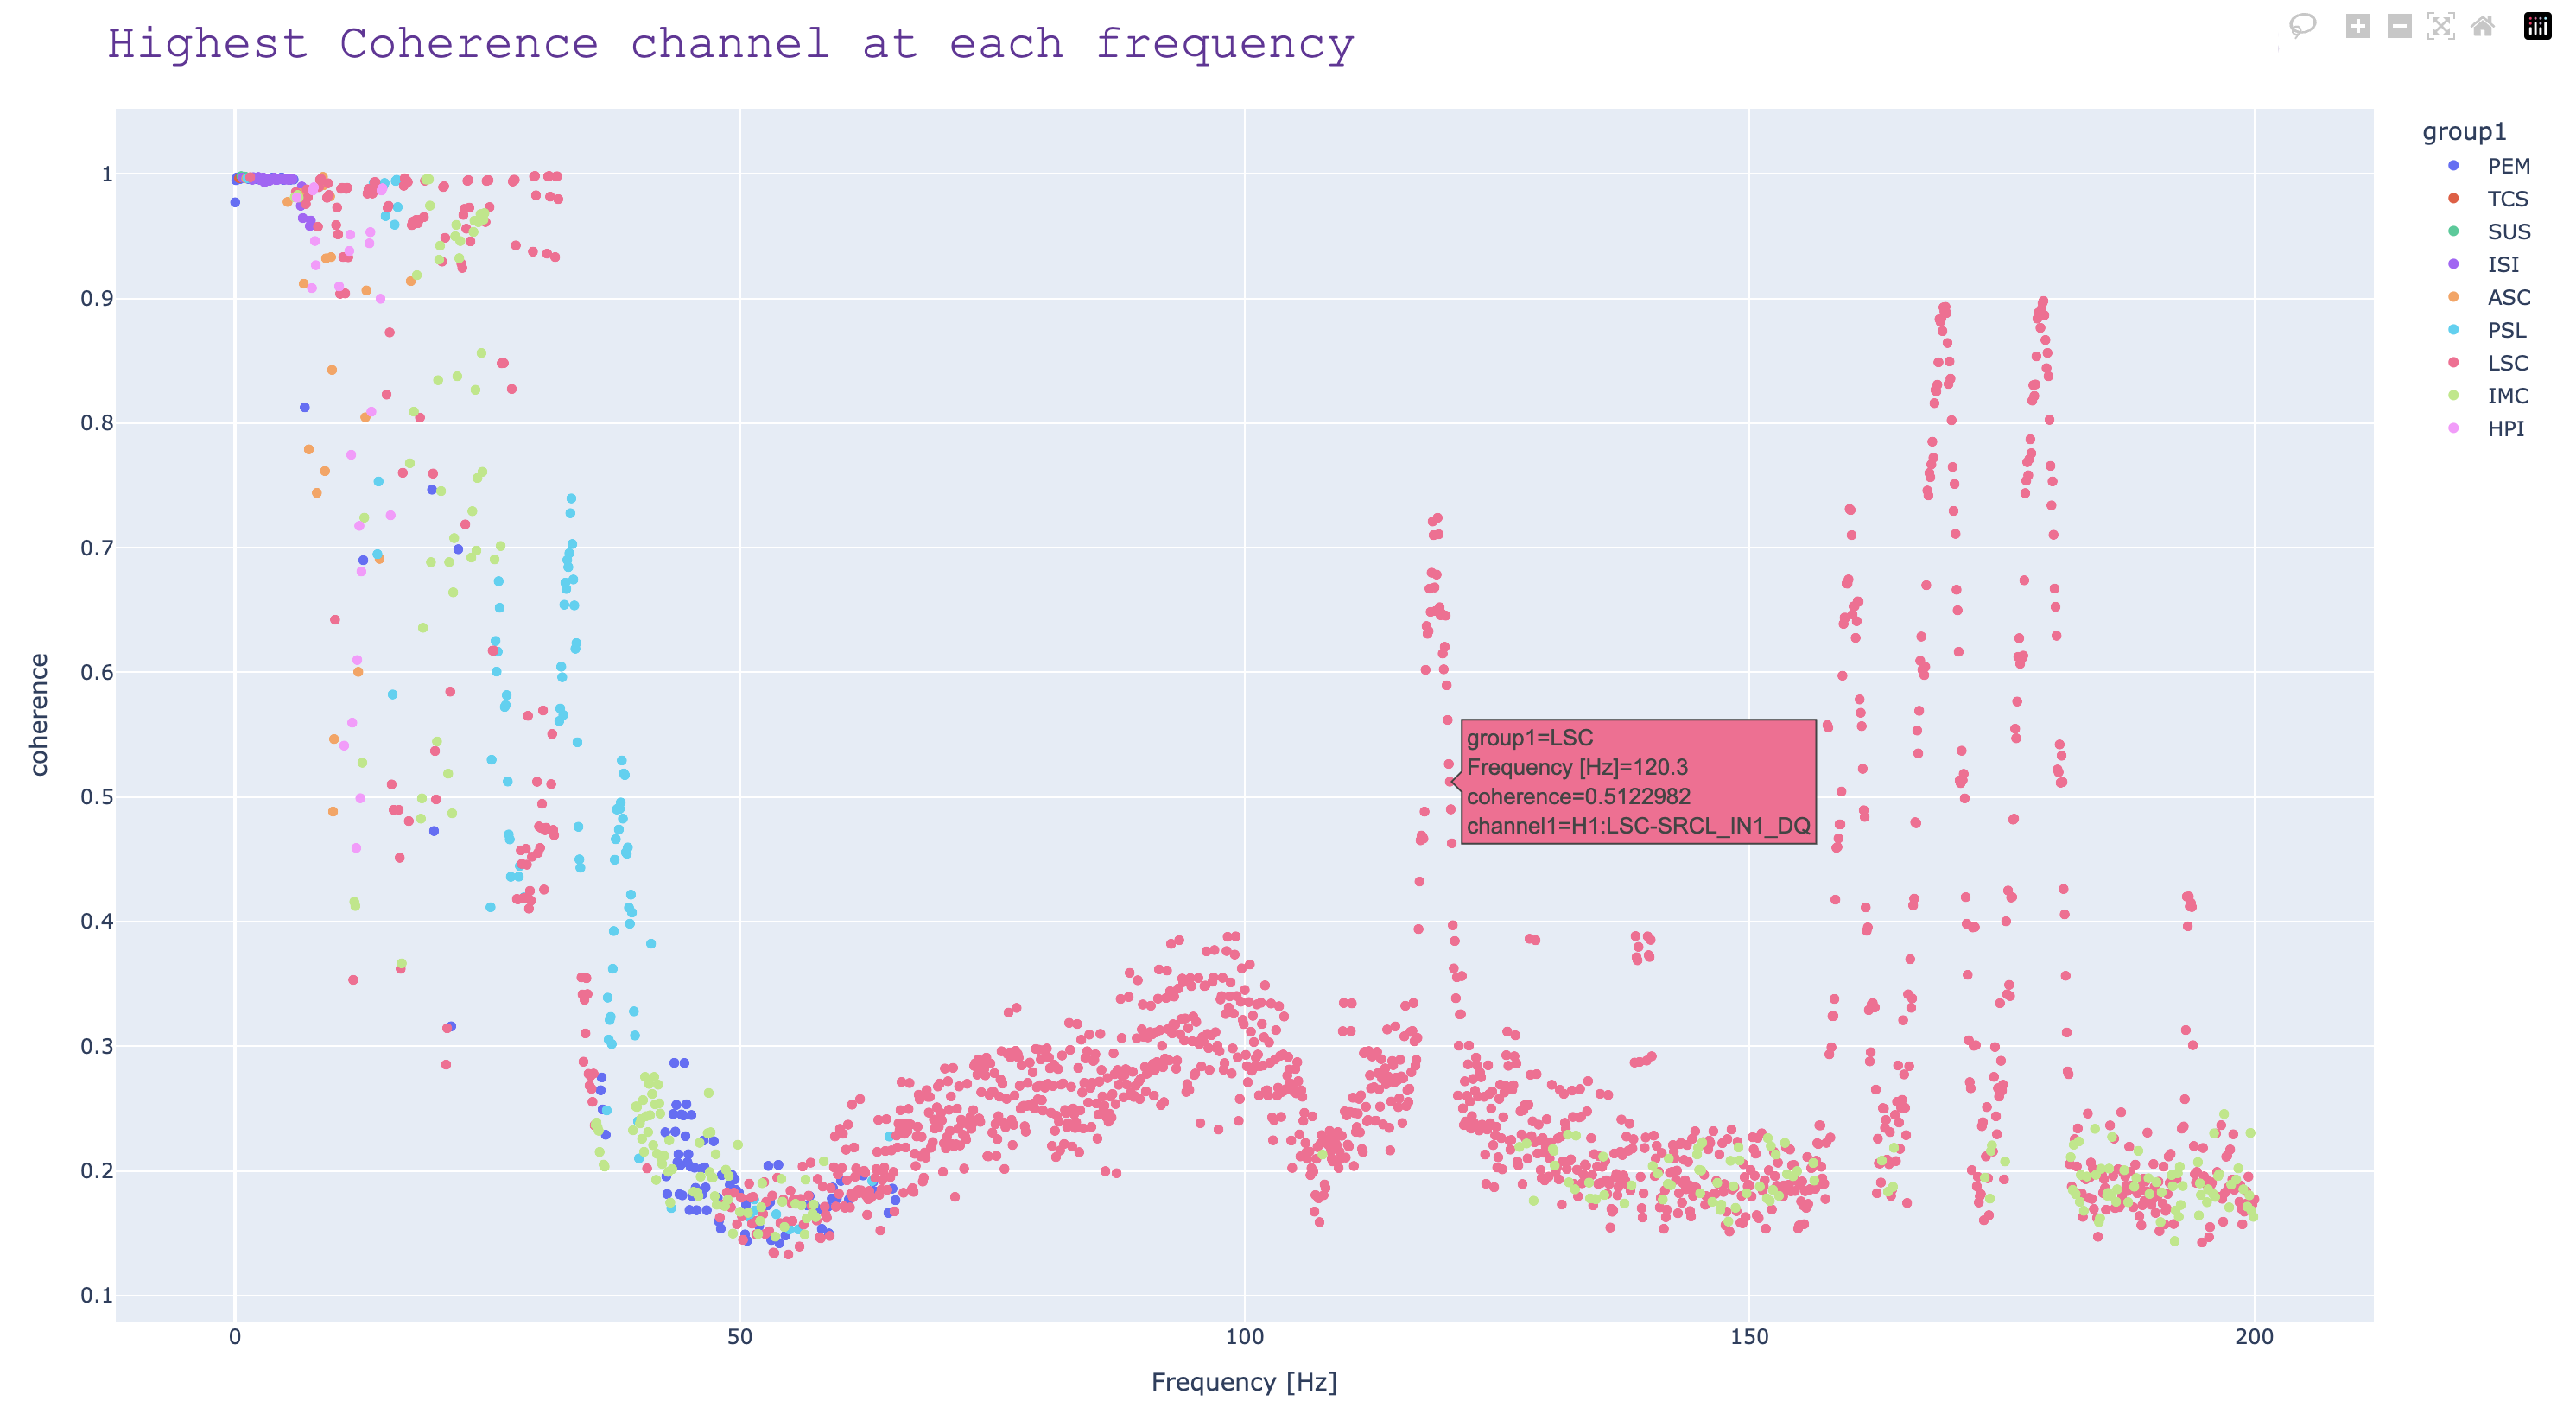 Highest Coherence channel at each frequency
group1
PEM
TCS
SUS
ISI
ASC
PSL
LSC
IMC
HPI
1
0.9
0.8
0.7
0.6
0.5
0.4
0.3
0.2
0.1
coherence
group1=LSC
Frequency [Hz]=120.3
coherence=0.5122982
channel1=H1:LSC-SRCL_IN1_DQ
0
50
100
150
200
Frequency [Hz]